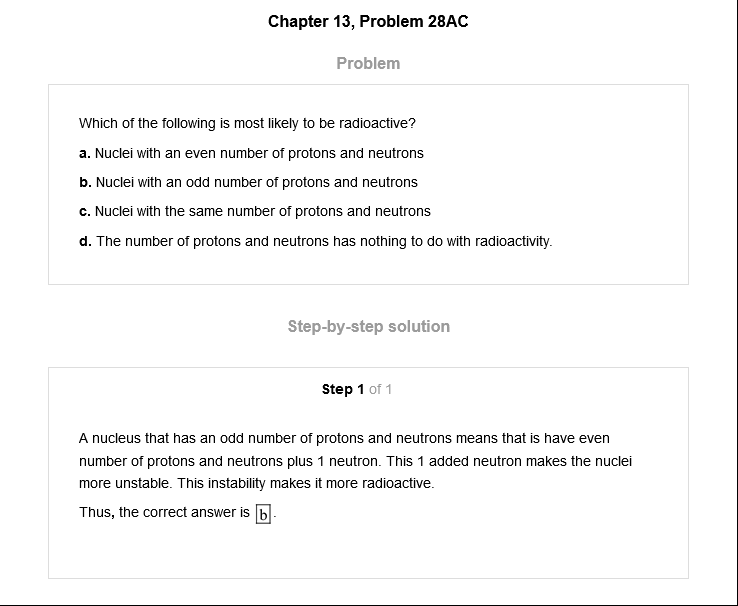 Chapter 13, Problem 28AC
Problem
Which of the following is most likely to be radioactive?
a. Nuclei with an even number of protons and neutrons
b. Nuclei with an odd number of protons and neutrons
c. Nuclei with the same number of protons and neutrons
d. The number of protons and neutrons has nothing to do with radioactivity.
Step-by-step solution
Step 1 of 1
A nucleus that has an odd number of protons and neutrons means that is have even
number of protons and neutrons plus 1 neutron. This 1 added neutron makes the nuclei
more unstable. This instability makes it more radioactive.
Thus, the correct answer is b.